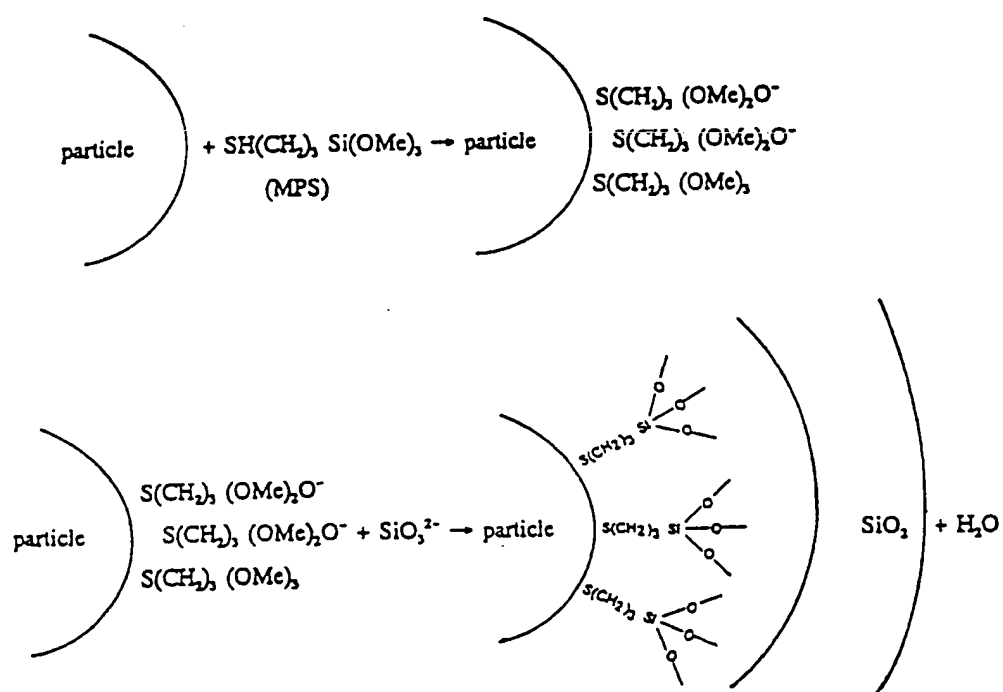 S(CH₂)₃ (OMe)₂O⁻
particle + SH(CH₂)₃ Si(OMe)₃ → particle S(CH₂)₃ (OMe)₂O⁻
(MPS) S(CH₂)₃ (OMe)₃
S(CH₂)₃ Si O O O
S(CH₂)₃ (OMe)₂O⁻
particle S(CH₂)₃ (OMe)₂O⁻ + SiO₃²⁻ → particle S(CH₂)₃ Si O O O SiO₂ + H₂O
S(CH₂)₃ (OMe)₃
S(CH₂)₃ Si O O O